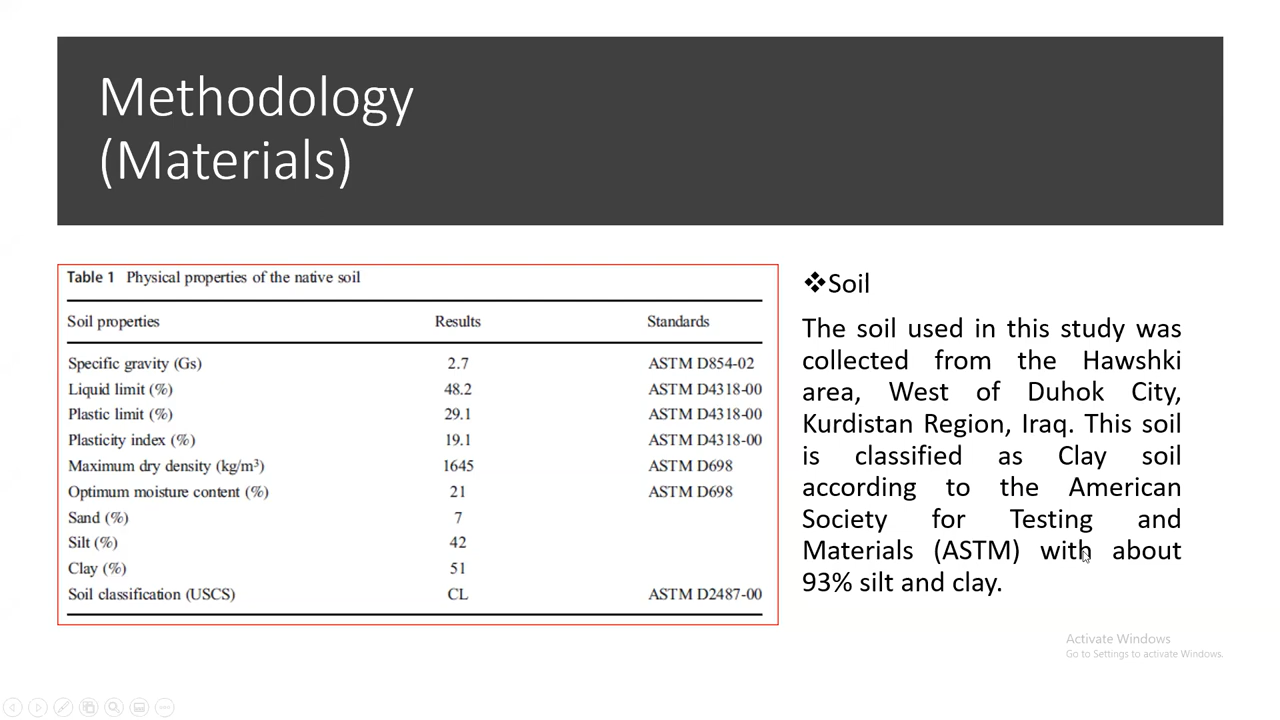 Methodology
(Materials)
Table 1 Physical properties of the native soil
Soil properties Results Standards
Specific gravity (Gs) 2.7 ASTM D854-02
Liquid limit (%) 48.2 ASTM D4318-00
Plastic limit (%) 29.1 ASTM D4318-00
Plasticity index (%) 19.1 ASTM D4318-00
Maximum dry density (kg/m³) 1645 ASTM D698
Optimum moisture content (%) 21 ASTM D698
Sand (%) 7
Silt (%) 42
Clay (%) 51
Soil classification (USCS) CL ASTM D2487-00
❖Soil
The soil used in this study was
collected from the Hawshki
area, West of Duhok City,
Kurdistan Region, Iraq. This soil
is classified as Clay soil
according to the American
Society for Testing and
Materials (ASTM) with about
93% silt and clay.
Activate Windows
Go to Settings to activate Windows.